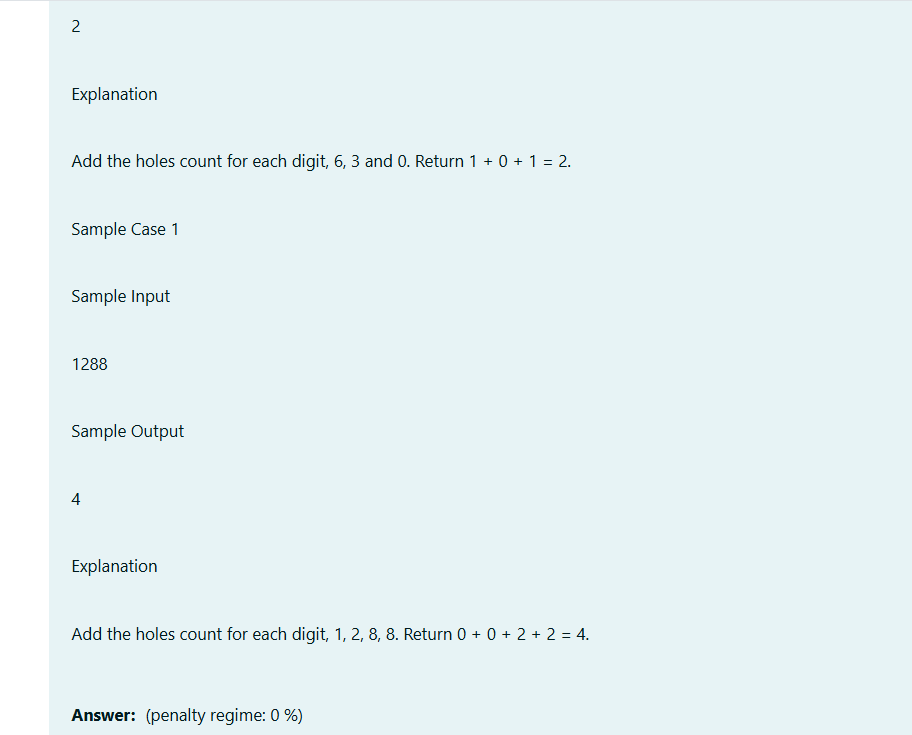 2
Explanation
Add the holes count for each digit, 6, 3 and 0. Return 1 + 0 + 1 = 2.
Sample Case 1
Sample Input
1288
Sample Output
4
Explanation
Add the holes count for each digit, 1, 2, 8, 8. Return 0 + 0 + 2 + 2 = 4.
Answer: (penalty regime: 0 %)